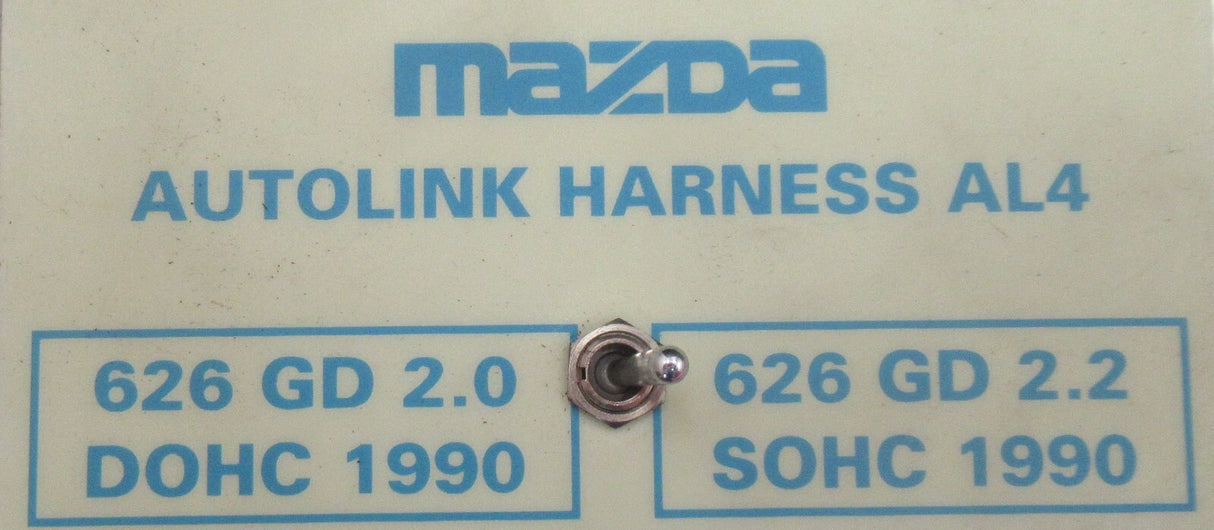 mazda
AUTOLINK HARNESS AL4
626 GD 2.0
DOHC 1990
626 GD 2.2
SOHC 1990